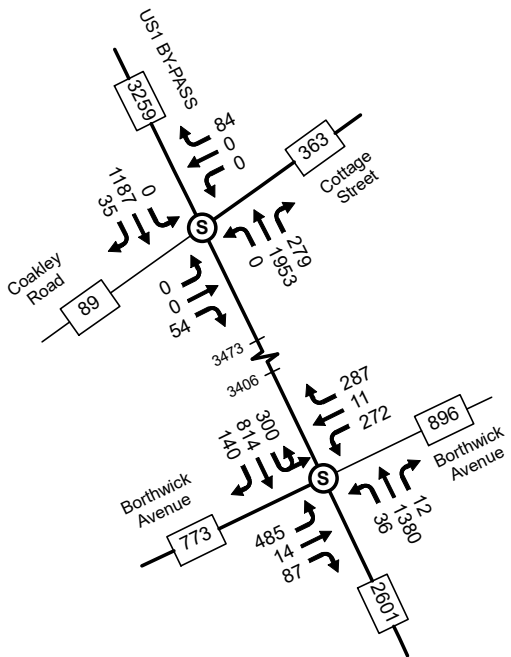 US1 BY-PASS
3259
84
0
0
363
Cottage
Street
0
1187
35
S
279
1953
0
Coakley
Road
89
0
0
54
3473
3406
287
11
272
896
Borthwick
Avenue
300
814
140
S
12
1380
36
Borthwick
Avenue
773
485
14
87
2601